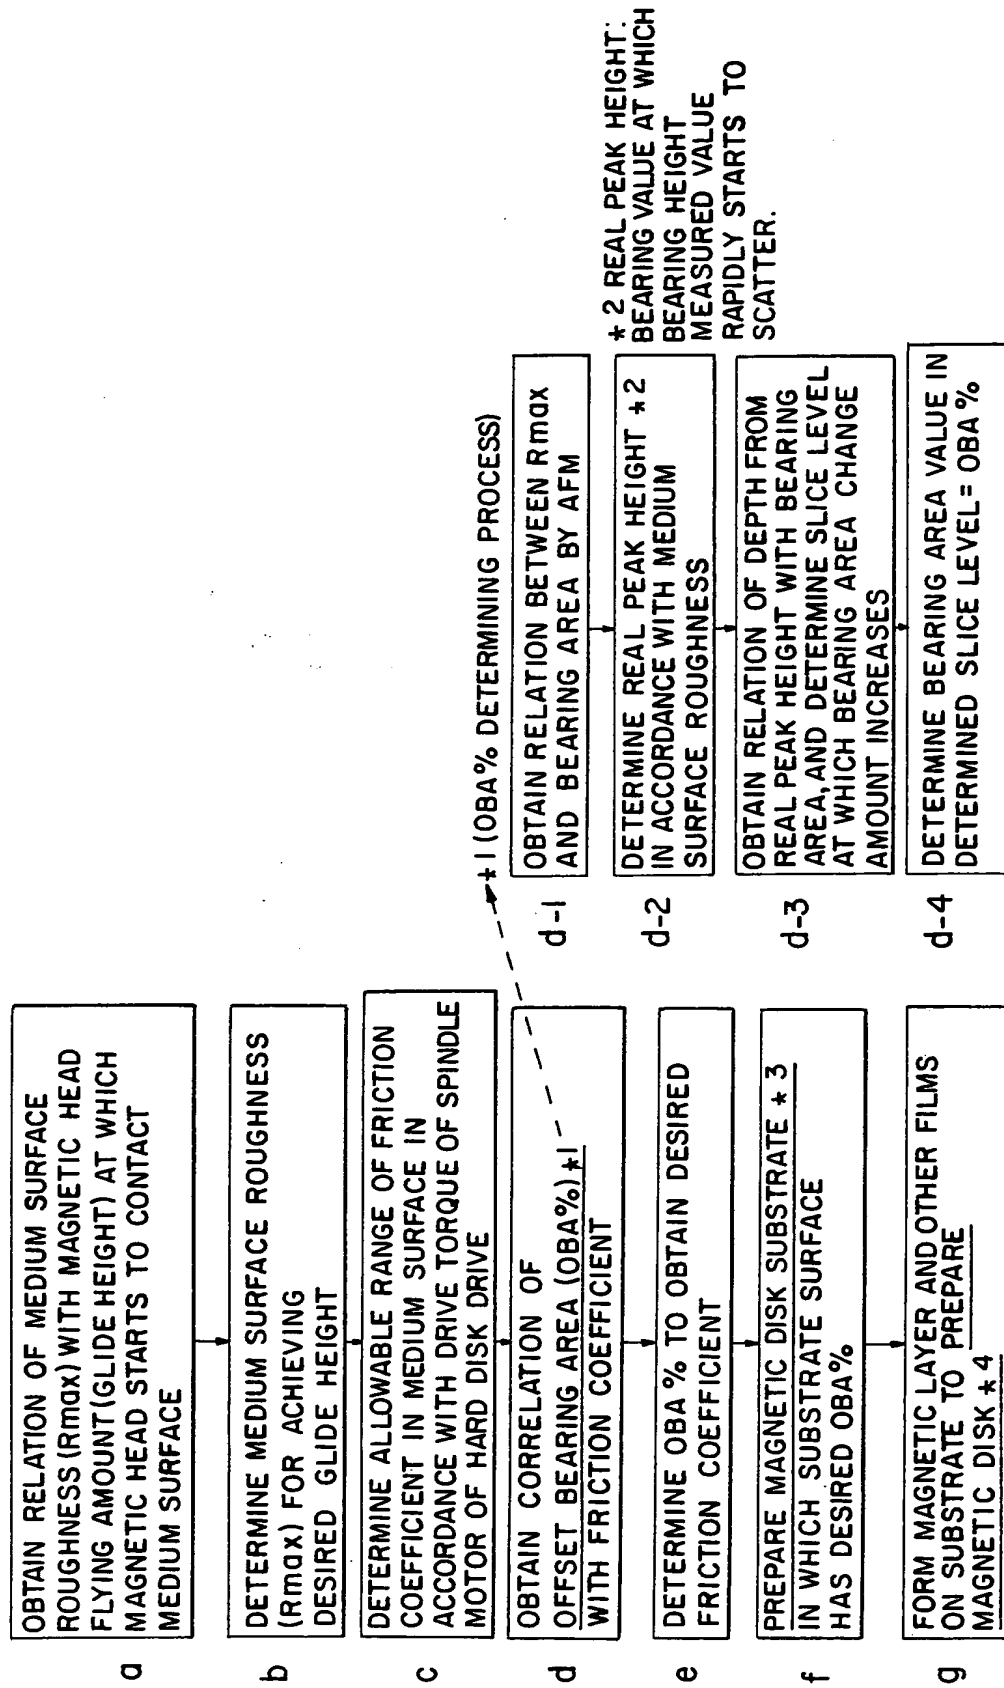 a
OBTAIN RELATION OF MEDIUM SURFACE
ROUGHNESS (Rmax) WITH MAGNETIC HEAD
FLYING AMOUNT (GLIDE HEIGHT) AT WHICH
MAGNETIC HEAD STARTS TO CONTACT
MEDIUM SURFACE
b
DETERMINE MEDIUM SURFACE ROUGHNESS
(Rmax) FOR ACHIEVING
DESIRED GLIDE HEIGHT
c
DETERMINE ALLOWABLE RANGE OF FRICTION
COEFFICIENT IN MEDIUM SURFACE IN
ACCORDANCE WITH DRIVE TORQUE OF SPINDLE
MOTOR OF HARD DISK DRIVE
d
OBTAIN CORRELATION OF
OFFSET BEARING AREA (OBA%) *1
WITH FRICTION COEFFICIENT
e
DETERMINE OBA% TO OBTAIN DESIRED
FRICTION COEFFICIENT
f
PREPARE MAGNETIC DISK SUBSTRATE *3
IN WHICH SUBSTRATE SURFACE
HAS DESIRED OBA%
g
FORM MAGNETIC LAYER AND OTHER FILMS
ON SUBSTRATE TO PREPARE
MAGNETIC DISK *4
*1 (OBA% DETERMINING PROCESS)
d-1
OBTAIN RELATION BETWEEN Rmax
AND BEARING AREA BY AFM
d-2
DETERMINE REAL PEAK HEIGHT *2
IN ACCORDANCE WITH MEDIUM
SURFACE ROUGHNESS
d-3
OBTAIN RELATION OF DEPTH FROM
REAL PEAK HEIGHT WITH BEARING
AREA, AND DETERMINE SLICE LEVEL
AT WHICH BEARING AREA CHANGE
AMOUNT INCREASES
d-4
DETERMINE BEARING AREA VALUE IN
DETERMINED SLICE LEVEL = OBA%
*2 REAL PEAK HEIGHT:
BEARING VALUE AT WHICH
BEARING HEIGHT
MEASURED VALUE
RAPIDLY STARTS TO
SCATTER.